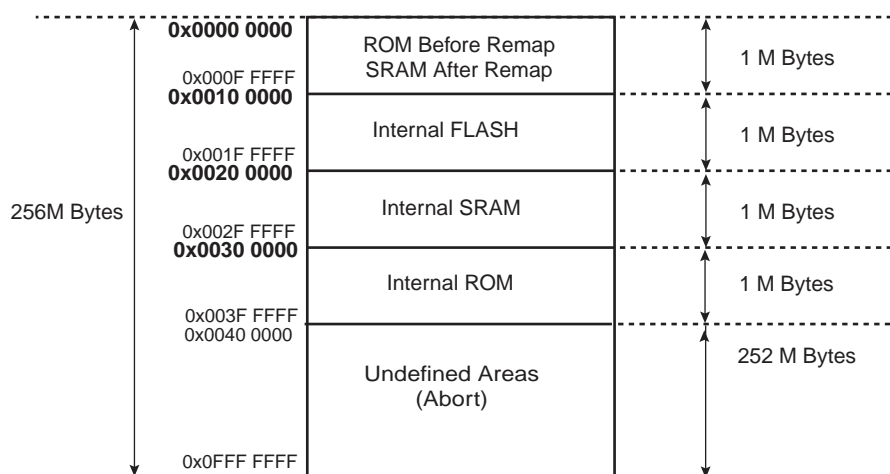 0x0000 0000
ROM Before Remap
SRAM After Remap
1 M Bytes
0x000F FFFF
0x0010 0000
Internal FLASH
1 M Bytes
0x001F FFFF
0x0020 0000
256M Bytes
Internal SRAM
1 M Bytes
0x002F FFFF
0x0030 0000
Internal ROM
1 M Bytes
0x003F FFFF
0x0040 0000
252 M Bytes
Undefined Areas
(Abort)
0x0FFF FFFF